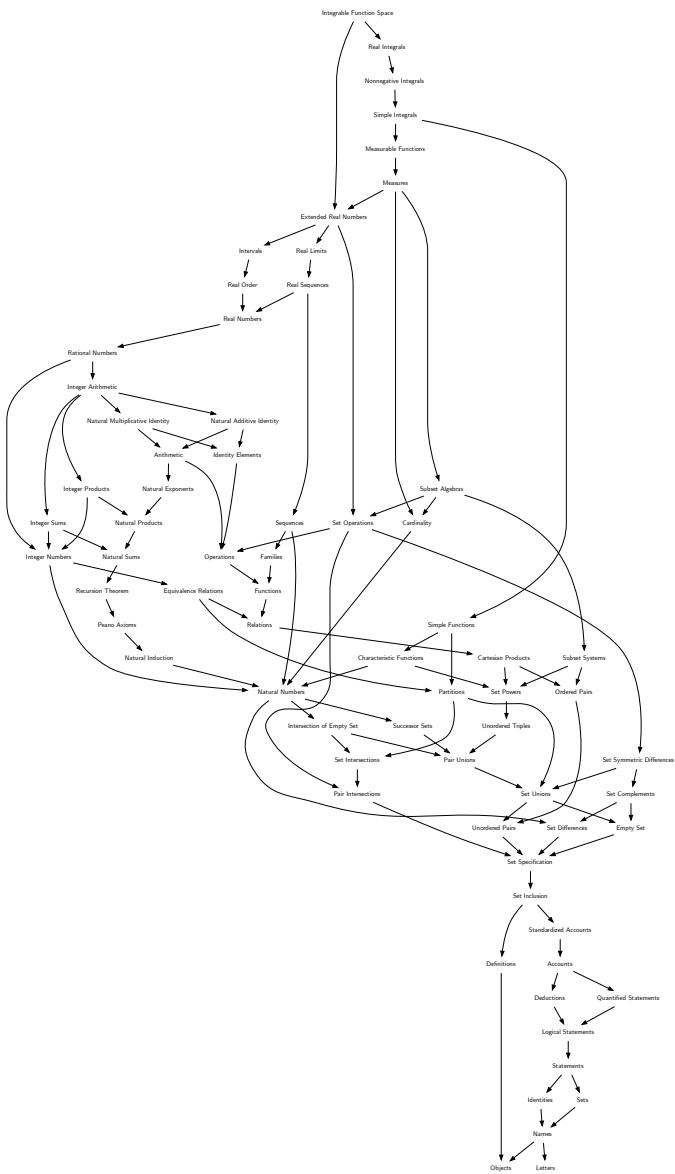 Integrable Function Space
Real Integrals
Nonnegative Integrals
Simple Integrals
Measurable Functions
Measures
Extended Real Numbers
Intervals
Real Limits
Real Order
Real Sequences
Real Numbers
Rational Numbers
Integer Arithmetic
Natural Multiplicative Identity
Natural Additive Identity
Arithmetic
Identity Elements
Integer Products
Natural Exponents
Subset Algebras
Integer Sums
Natural Products
Sequences
Set Operations
Cardinality
Integer Numbers
Natural Sums
Operations
Families
Recursion Theorem
Equivalence Relations
Functions
Peano Axioms
Relations
Simple Functions
Natural Induction
Characteristic Functions
Cartesian Products
Subset Systems
Natural Numbers
Partitions
Set Powers
Ordered Pairs
Intersection of Empty Set
Successor Sets
Unordered Triples
Set Intersections
Pair Unions
Set Symmetric Differences
Pair Intersections
Set Unions
Set Complements
Unordered Pairs
Set Differences
Empty Set
Set Specification
Set Inclusion
Standardized Accounts
Definitions
Accounts
Deductions
Quantified Statements
Logical Statements
Statements
Identities
Sets
Names
Objects
Letters